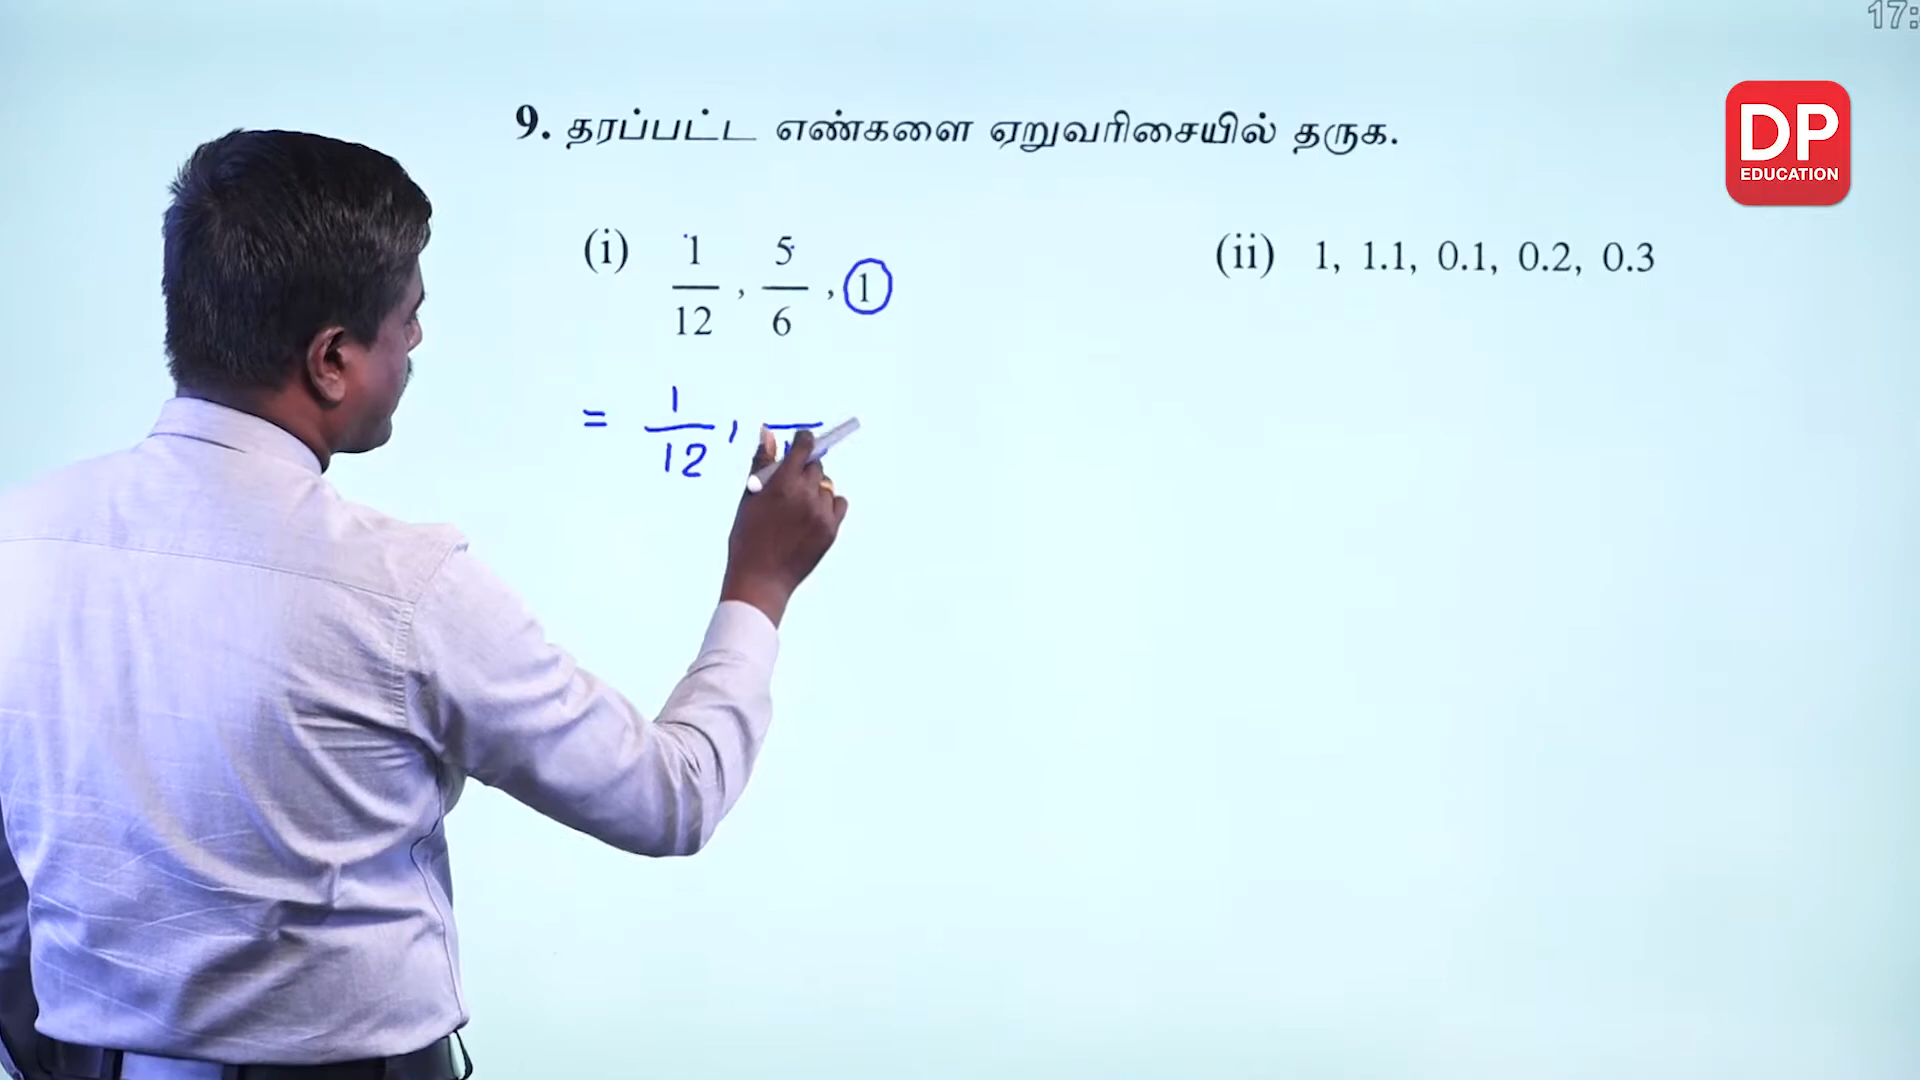 17:
DP
EDUCATION
9. தரப்பட்ட எண்களை ஏறுவரிசையில் தருக.
(i) 1/12 , 5/6 , 1
(ii) 1, 1.1, 0.1, 0.2, 0.3
= 1/12 ,